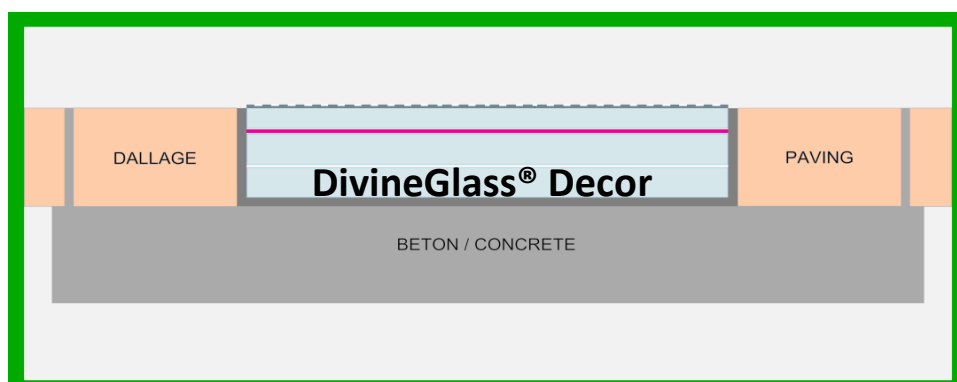 DALLAGE
PAVING
DivineGlass® Decor
BETON / CONCRETE